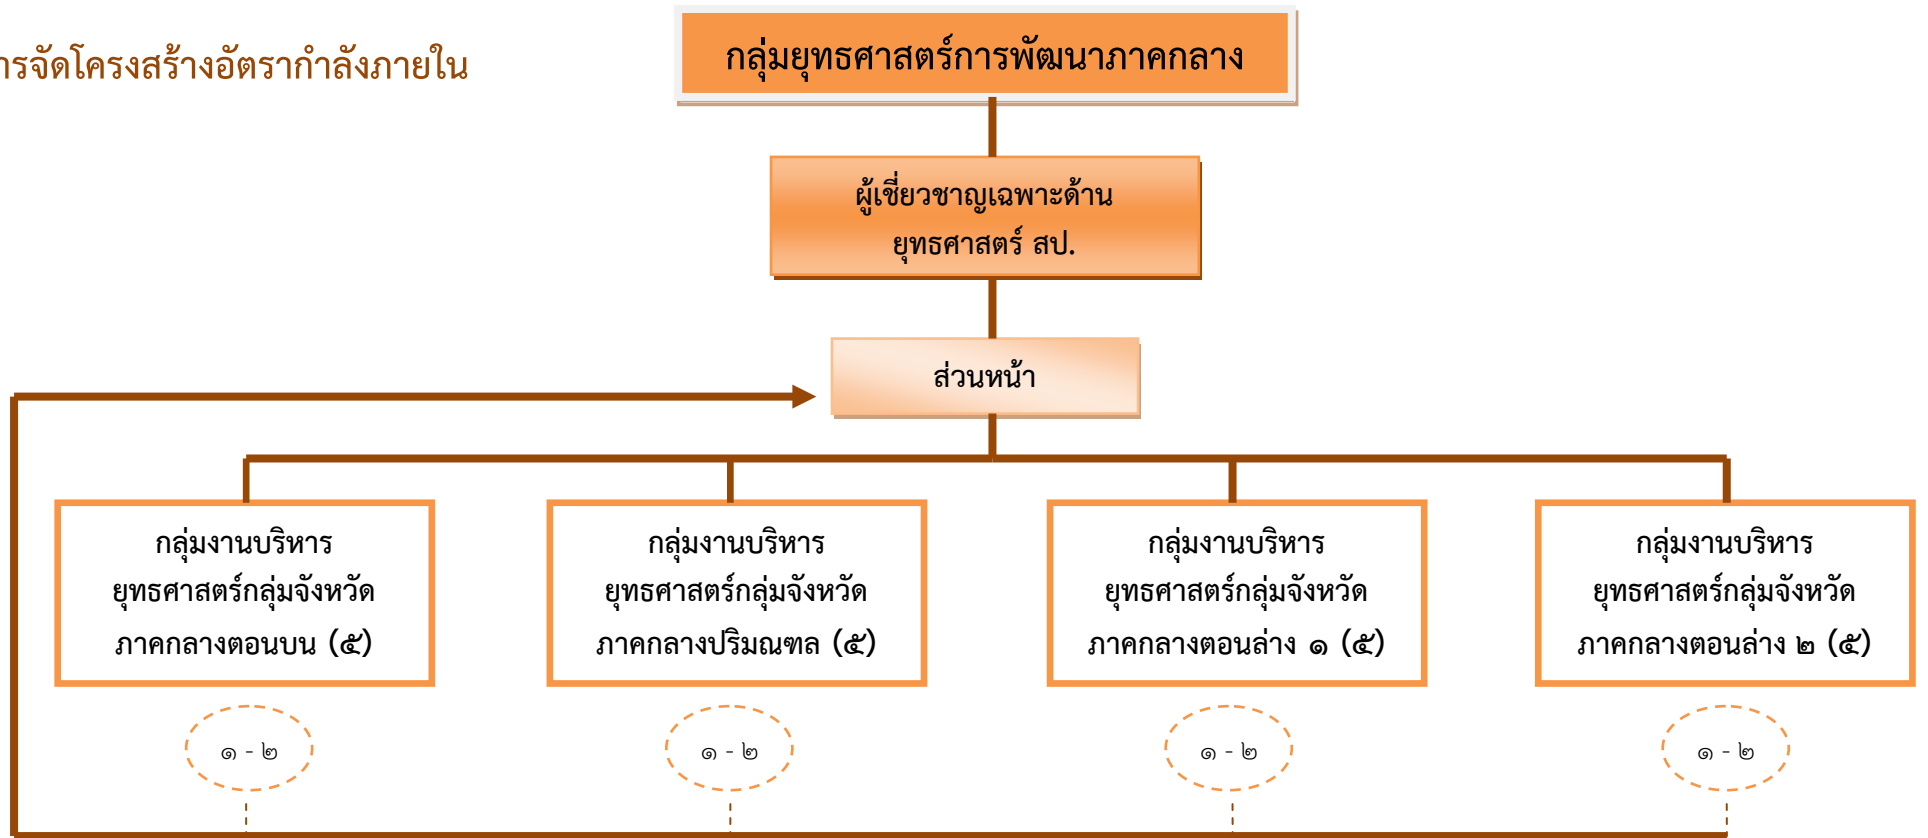 ารจัดโครงสร้างอัตรากำลังภายใน
กลุ่มยุทธศาสตร์การพัฒนาภาคกลาง
ผู้เชี่ยวชาญเฉพาะด้าน
ยุทธศาสตร์ สป.
ส่วนหน้า
กลุ่มงานบริหาร
ยุทธศาสตร์กลุ่มจังหวัด
ภาคกลางตอนบน (๕)
กลุ่มงานบริหาร
ยุทธศาสตร์กลุ่มจังหวัด
ภาคกลางปริมณฑล (๕)
กลุ่มงานบริหาร
ยุทธศาสตร์กลุ่มจังหวัด
ภาคกลางตอนล่าง ๑ (๕)
กลุ่มงานบริหาร
ยุทธศาสตร์กลุ่มจังหวัด
ภาคกลางตอนล่าง ๒ (๕)
๑ - ๒
๑ - ๒
๑ - ๒
๑ - ๒